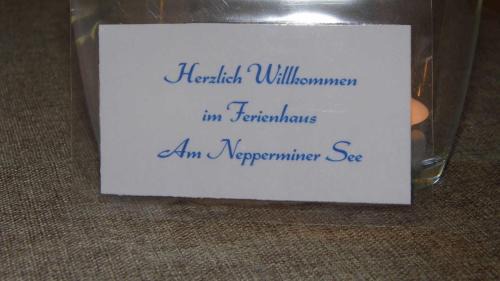 Herzlich Willkommen
im Ferienhaus
Am Nepperminer See